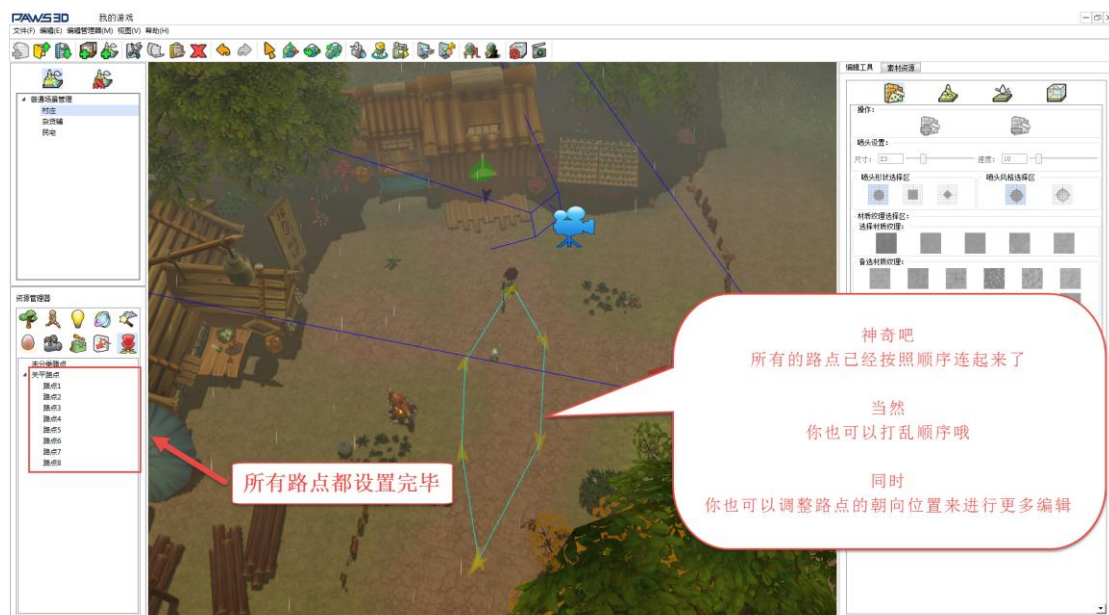 PAWS3D 我的游戏
文件(F) 编辑(E) 编辑管理器(M) 视图(V) 帮助(H)
普通场景管理
村庄
杂货铺
民宅
资源管理器
未分类路点
关平路点
路点1
路点2
路点3
路点4
路点5
路点6
路点7
路点8
所有路点都设置完毕
编辑工具 素材资源
操作：
喷头设置：
尺寸： 25 速度： 10
喷头形状选择区 喷头风格选择区
材质纹理选择区：
选择材质纹理：
备选材质纹理：
神奇吧
所有的路点已经按照顺序连起来了
当然
你也可以打乱顺序哦
同时
你也可以调整路点的朝向位置来进行更多编辑